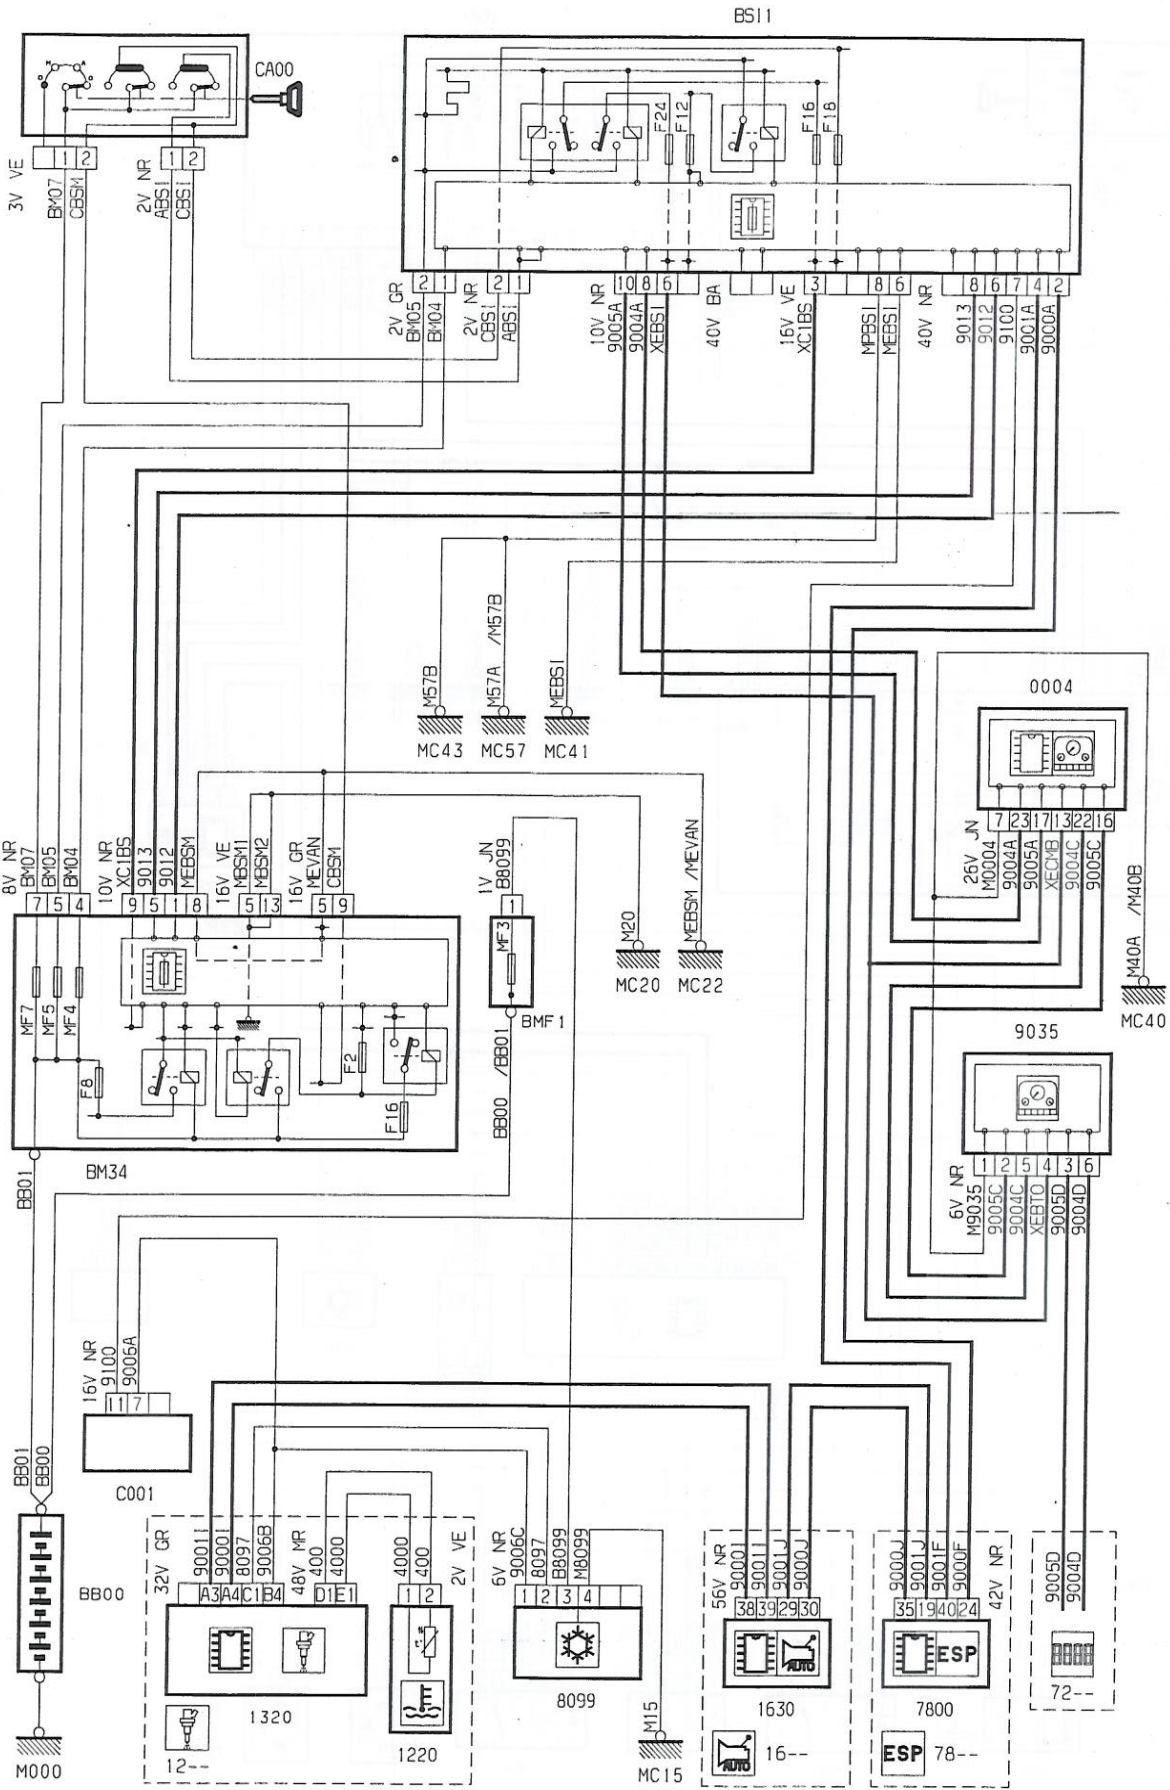 BSI1
CA00
H
A
D
O
3V VE
1
2
BM07
CBSM
2V NR
1
2
ABSI
CBSI
F24
F12
F16
F18
2V GR
2
1
BM05
BM04
2V NR
2
1
CBSI
ABSI
10V NR
10
8
6
9005A
9004A
XEBSI
40V BA
16V VE
3
XC1BS
8
6
MPBSI
MEBSI
40V NR
8
6
7
4
2
9013
9012
9100
9001A
9000A
M57B
MC43
M57A /M57B
MC57
MEBSI
MC41
0004
7
23
17
13
22
16
26V JN
M0004
9004A
9005A
XECMB
9004C
9005C
M40A /M40B
MC40
8V NR
BM07
BM05
BM04
7
5
4
10V NR
XC1BS
9013
9012
MEBSM
9
5
1
8
16V VE
MBSM1
MBSM2
5
13
16V GR
MEVAN
CBSM
5
9
1V JN
B8099
1
MF3
BMF1
M20
MC20
MEBSM /MEVAN
MC22
MF7
MF5
MF4
F8
F2
F16
BM34
BB01
BB00 /BB01
9035
1
2
5
4
3
6
6V NR
M9035
9005C
9004C
XEBTO
9005D
9004D
16V NR
9100
9006A
11
7
C001
BB01
BB00
BB00
M000
32V GR
9001I
9000I
8097
9006B
A3
A4
C1
B4
48V MR
400
4000
D1
E1
1320
12--
4000
400
2V VE
1
2
t°
1220
6V NR
9006C
8097
B8099
M8099
1
2
3
4
8099
M15
MC15
56V NR
9000I
9001I
9001J
9000J
38
39
29
30
AUTO
1630
AUTO
16--
9000J
9001J
9001F
9000F
42V NR
35
19
40
24
ESP
7800
ESP
78--
9005D
9004D
72--